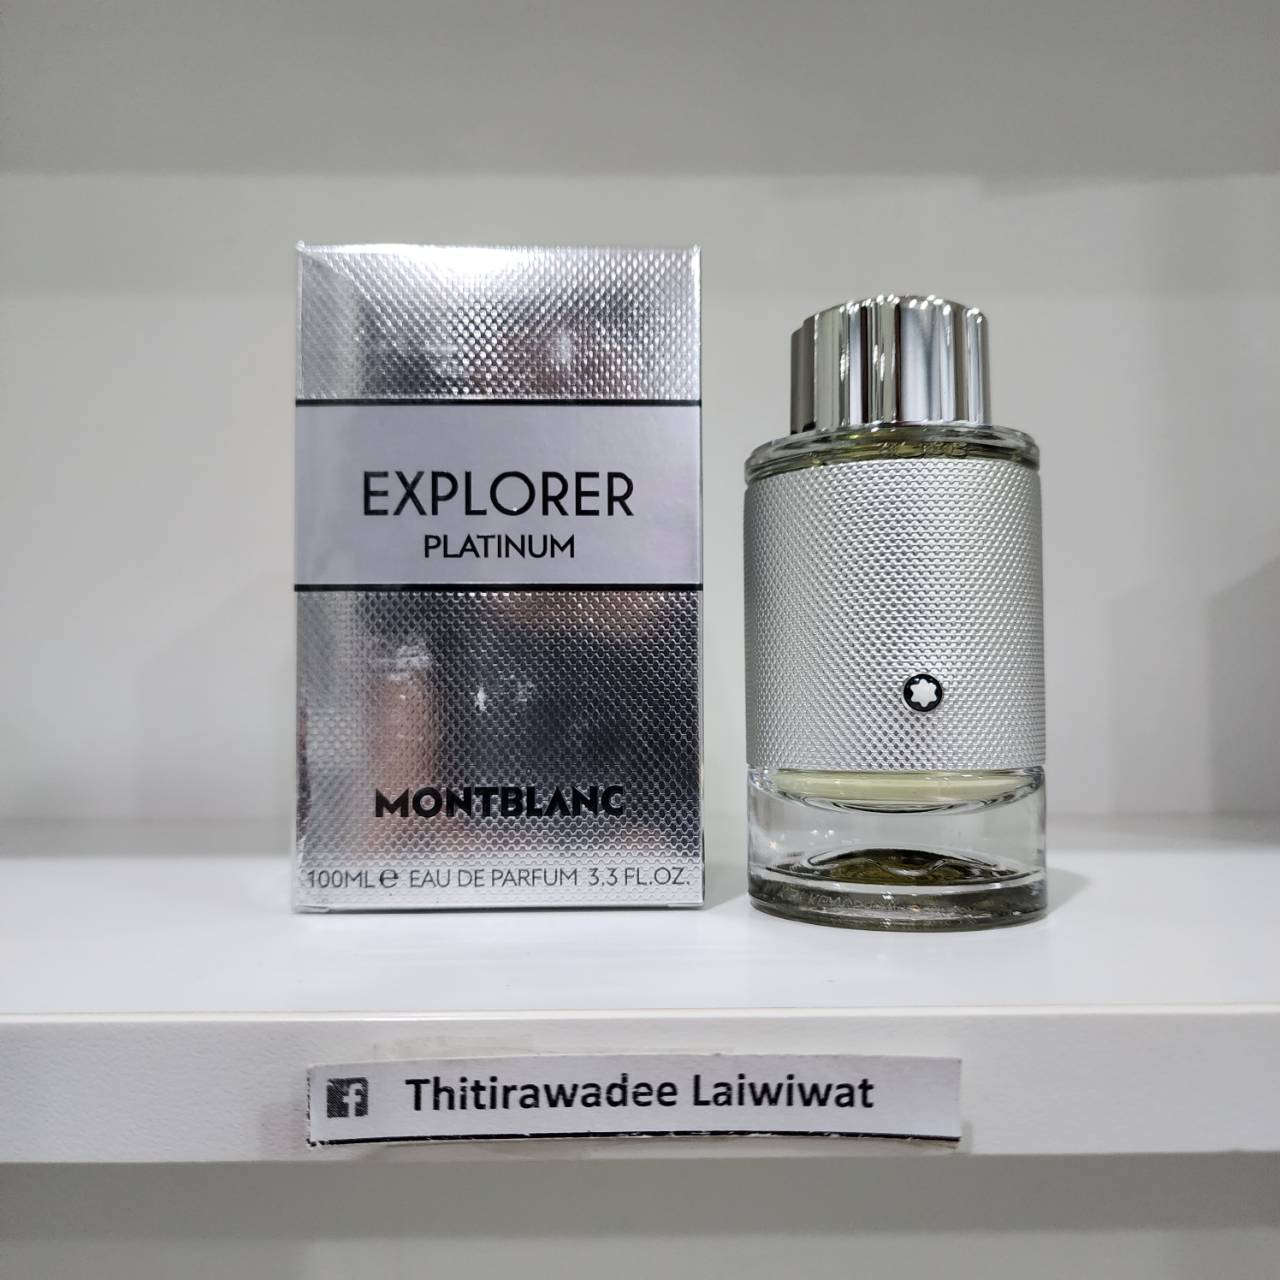 EXPLORER
PLATINUM
MONTBLANC
100ML e EAU DE PARFUM 3.3 FL.OZ.
Thitirawadee Laiwiwat